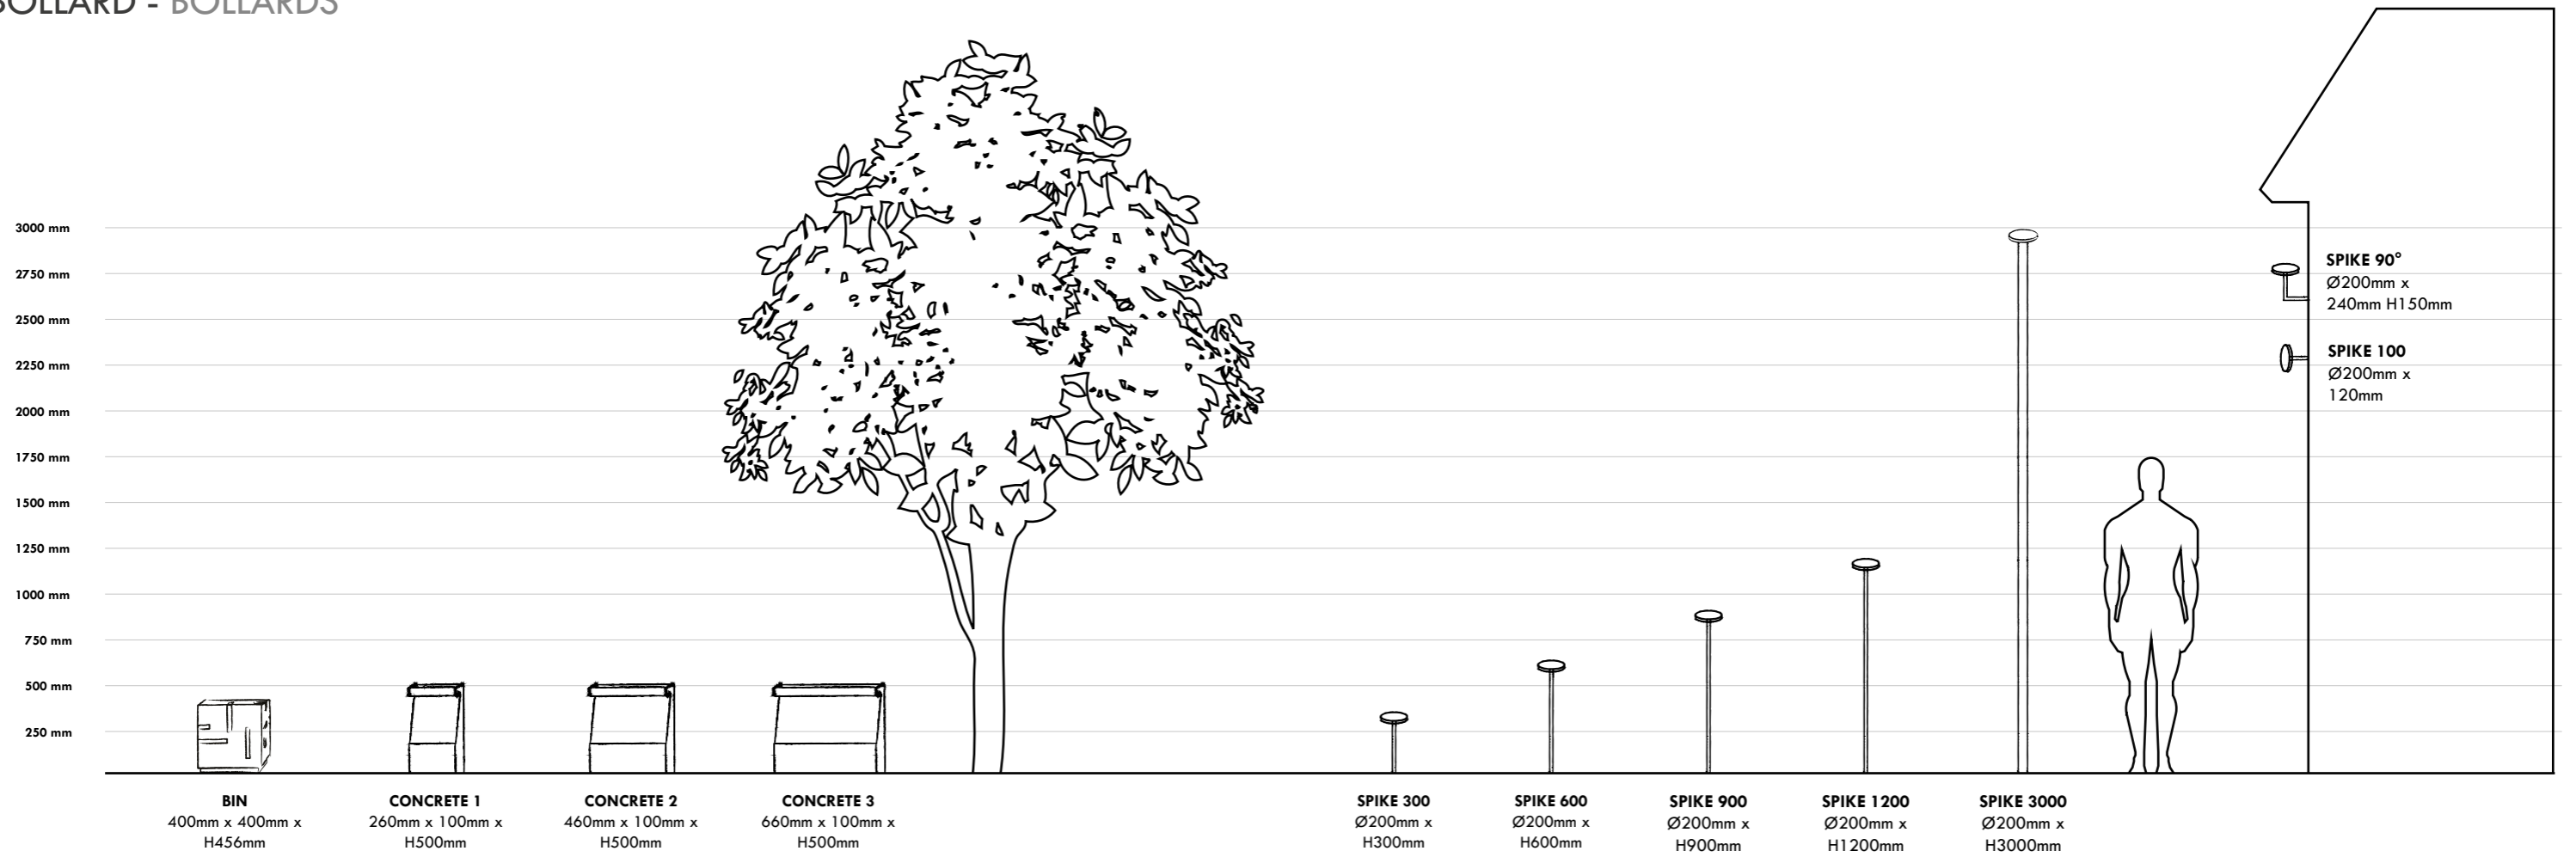 BOLLARD - BOLLARDS
3000 mm
2750 mm
2500 mm
2250 mm
2000 mm
1750 mm
1500 mm
1250 mm
1000 mm
750 mm
500 mm
250 mm
SPIKE 90°
Ø200mm x
240mm H150mm
SPIKE 100
Ø200mm x
120mm
BIN
400mm x 400mm x
H456mm
CONCRETE 1
260mm x 100mm x
H500mm
CONCRETE 2
460mm x 100mm x
H500mm
CONCRETE 3
660mm x 100mm x
H500mm
SPIKE 300
Ø200mm x
H300mm
SPIKE 600
Ø200mm x
H600mm
SPIKE 900
Ø200mm x
H900mm
SPIKE 1200
Ø200mm x
H1200mm
SPIKE 3000
Ø200mm x
H3000mm